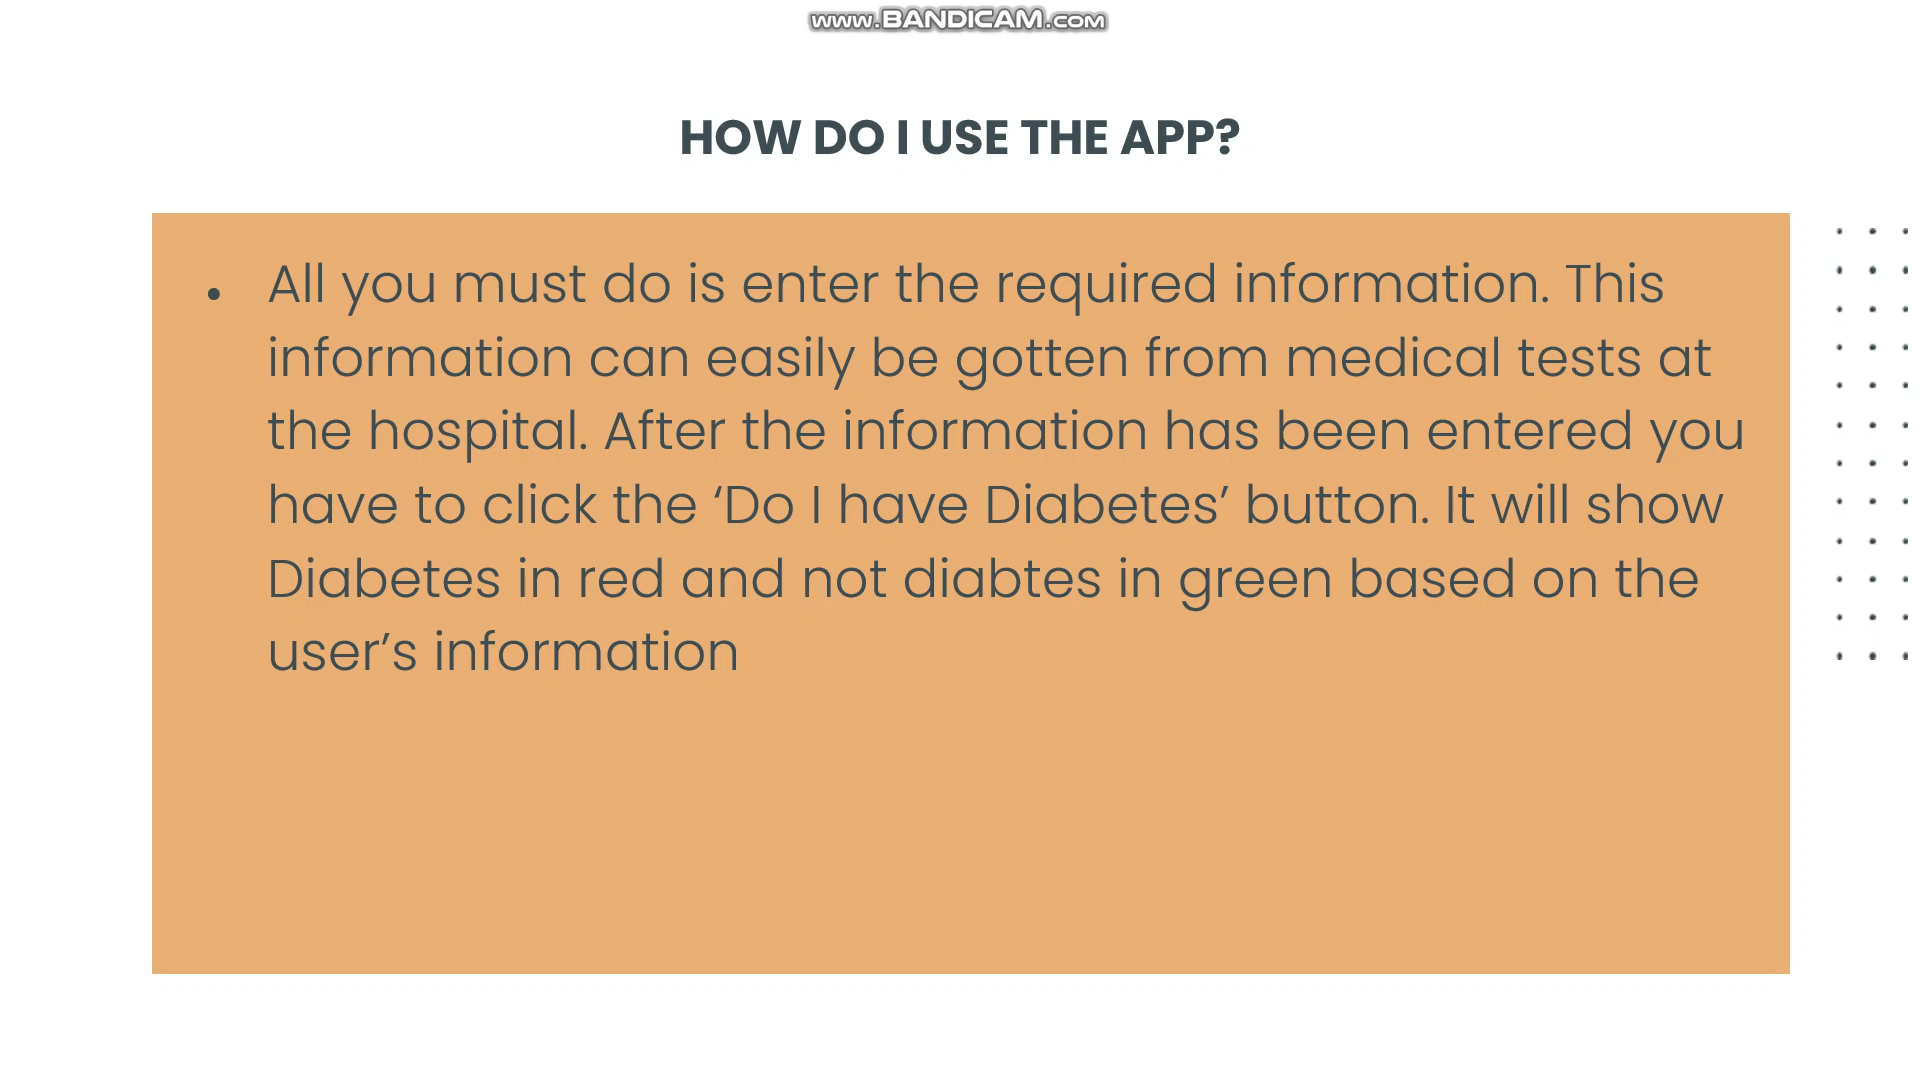 www.BANDICAM.com
HOW DO I USE THE APP?
• All you must do is enter the required information. This
information can easily be gotten from medical tests at
the hospital. After the information has been entered you
have to click the ‘Do I have Diabetes’ button. It will show
Diabetes in red and not diabtes in green based on the
user’s information